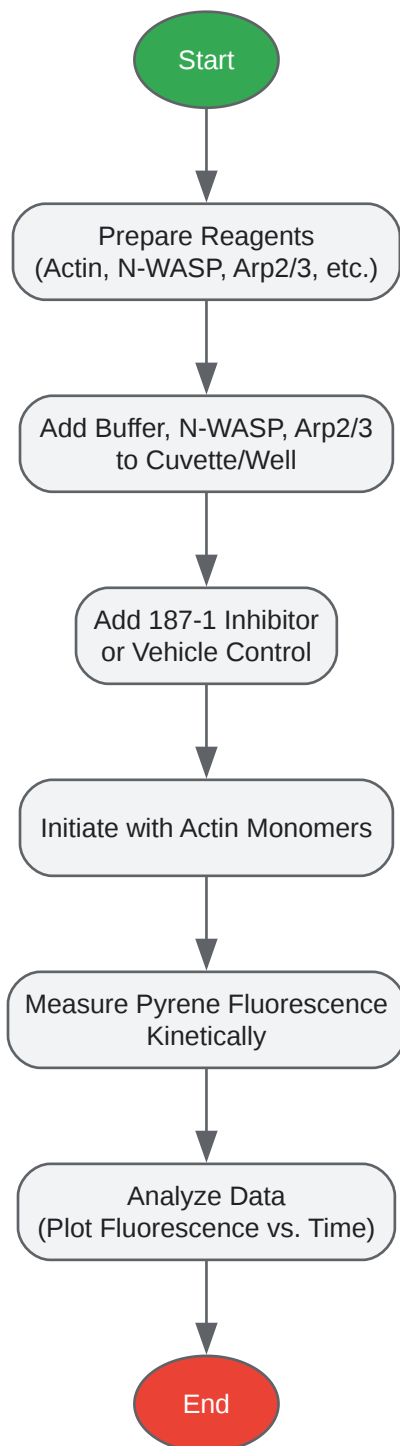 Start
Prepare Reagents
(Actin, N-WASP, Arp2/3, etc.)
Add Buffer, N-WASP, Arp2/3
to Cuvette/Well
Add 187-1 Inhibitor
or Vehicle Control
Initiate with Actin Monomers
Measure Pyrene Fluorescence
Kinetically
Analyze Data
(Plot Fluorescence vs. Time)
End